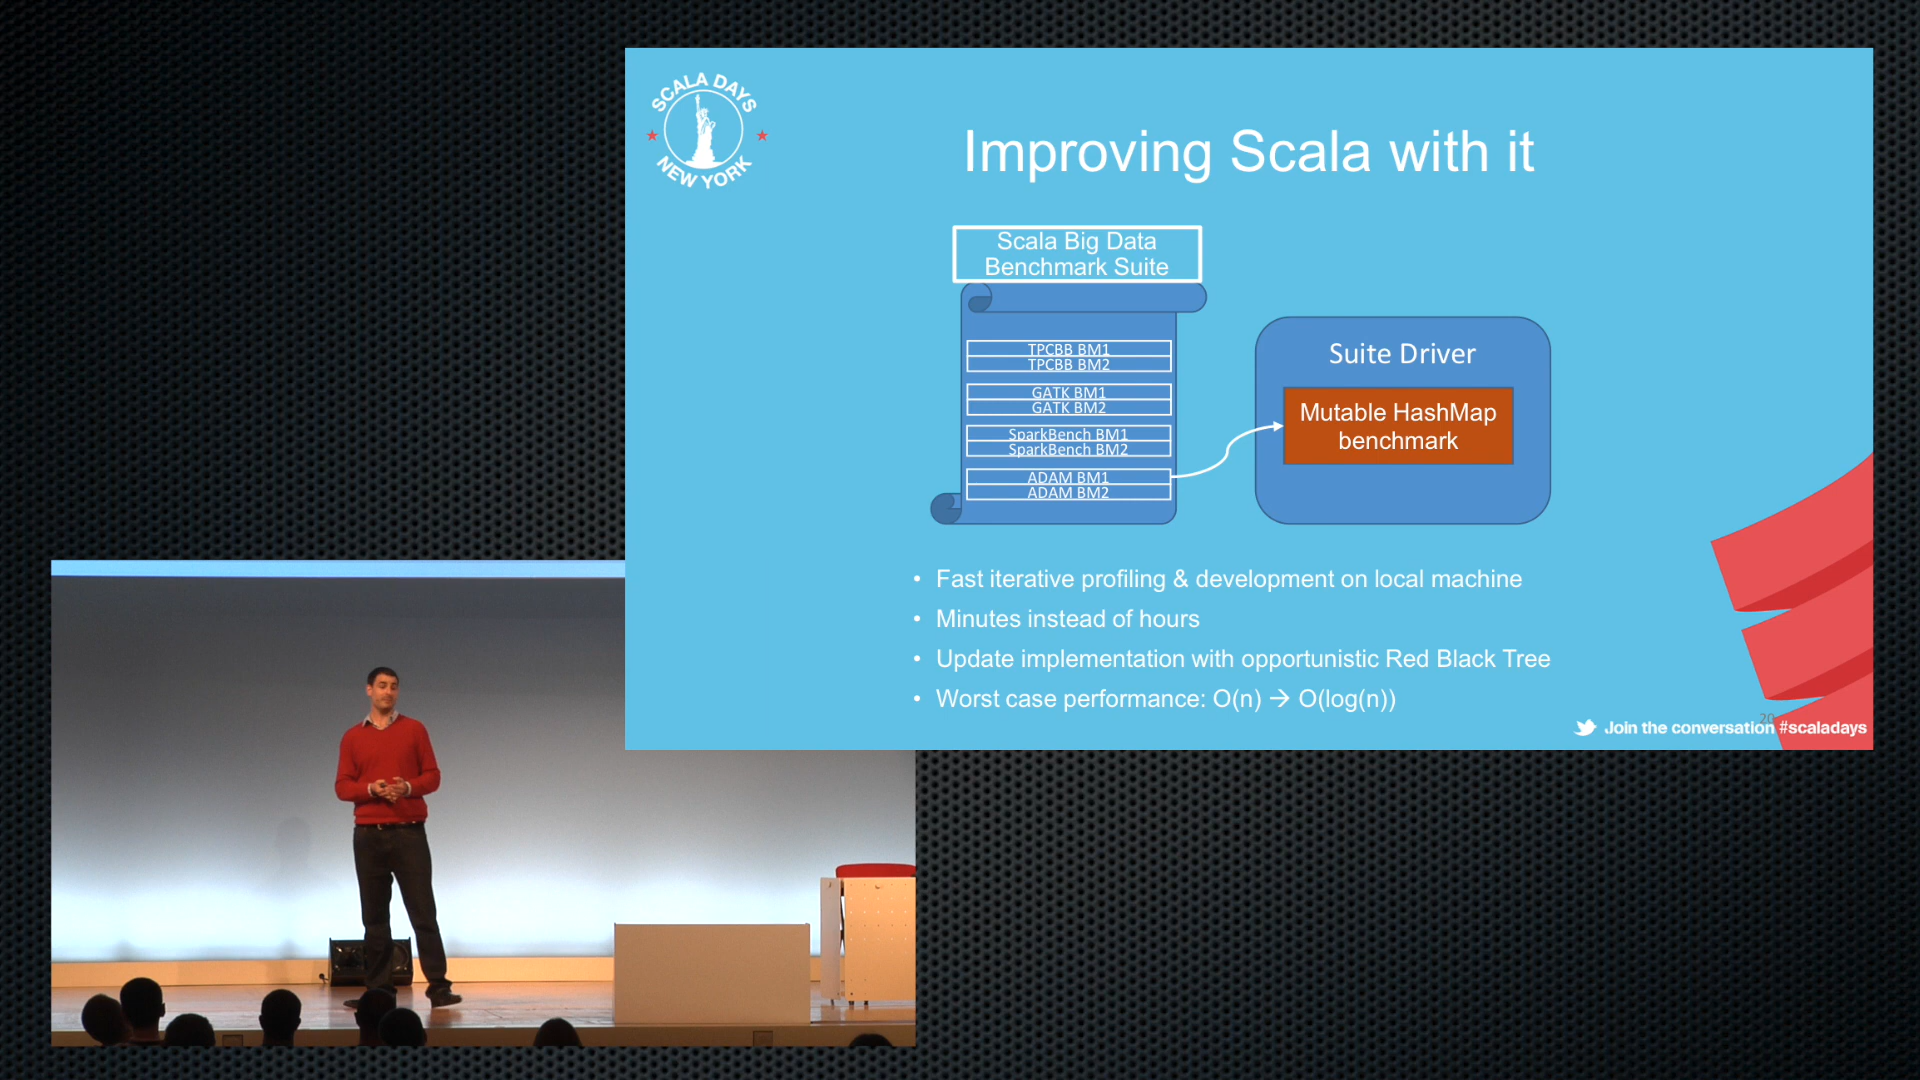 SCALA DAYS
NEW YORK
Improving Scala with it
Scala Big Data
Benchmark Suite
TPCBB BM1
TPCBB BM2
GATK BM1
GATK BM2
SparkBench BM1
SparkBench BM2
ADAM BM1
ADAM BM2
Suite Driver
Mutable HashMap
benchmark
• Fast iterative profiling & development on local machine
• Minutes instead of hours
• Update implementation with opportunistic Red Black Tree
• Worst case performance: O(n) → O(log(n))
20
Join the conversation #scaladays